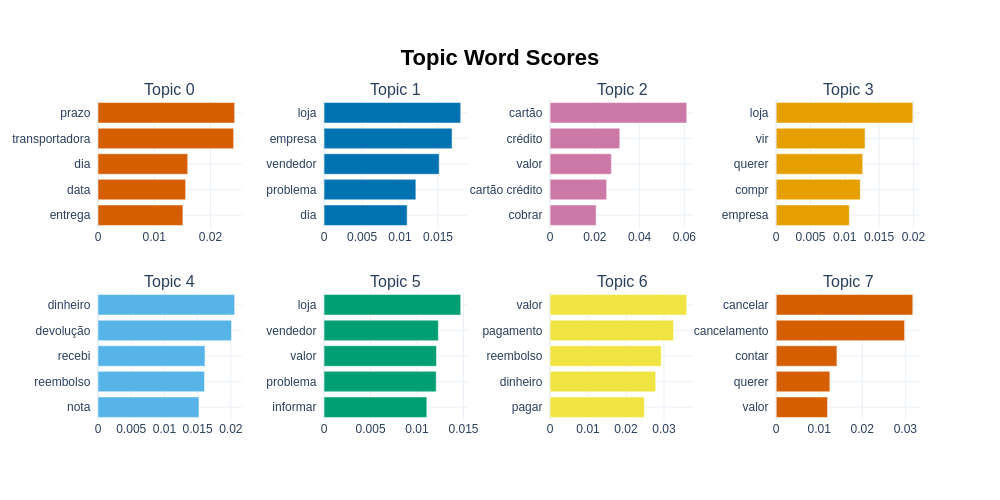 Topic Word Scores
Topic 0
prazo
transportadora
dia
data
entrega
0 0.01 0.02
Topic 1
loja
empresa
vendedor
problema
dia
0 0.005 0.01 0.015
Topic 2
cartão
crédito
valor
cartão crédito
cobrar
0 0.02 0.04 0.06
Topic 3
loja
vir
querer
compr
empresa
0 0.005 0.01 0.015 0.02
Topic 4
dinheiro
devolução
recebi
reembolso
nota
0 0.005 0.01 0.015 0.02
Topic 5
loja
vendedor
valor
problema
informar
0 0.005 0.01 0.015
Topic 6
valor
pagamento
reembolso
dinheiro
pagar
0 0.01 0.02 0.03
Topic 7
cancelar
cancelamento
contar
querer
valor
0 0.01 0.02 0.03